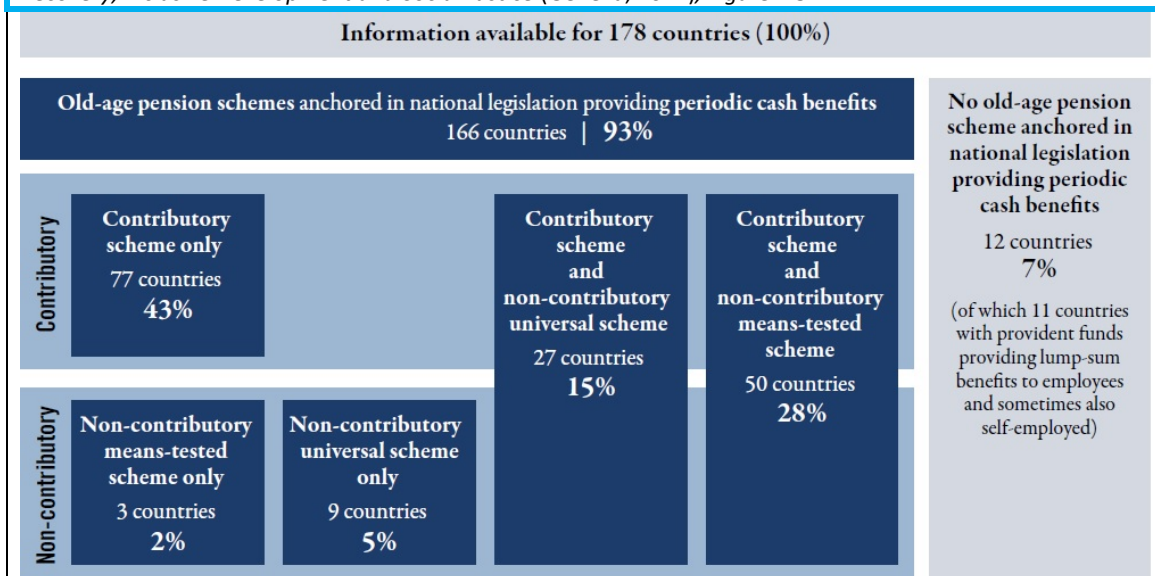 Information available for 178 countries (100%)
Old-age pension schemes anchored in national legislation providing periodic cash benefits
166 countries | 93%
No old-age pension
scheme anchored in
national legislation
providing periodic
cash benefits
12 countries
7%
(of which 11 countries
with provident funds
providing lump-sum
benefits to employees
and sometimes also
self-employed)
Contributory
Contributory
scheme only
77 countries
43%
Contributory
scheme
and
non-contributory
universal scheme
27 countries
15%
Contributory
scheme
and
non-contributory
means-tested
scheme
50 countries
28%
Non-contributory
Non-contributory
means-tested
scheme only
3 countries
2%
Non-contributory
universal scheme
only
9 countries
5%